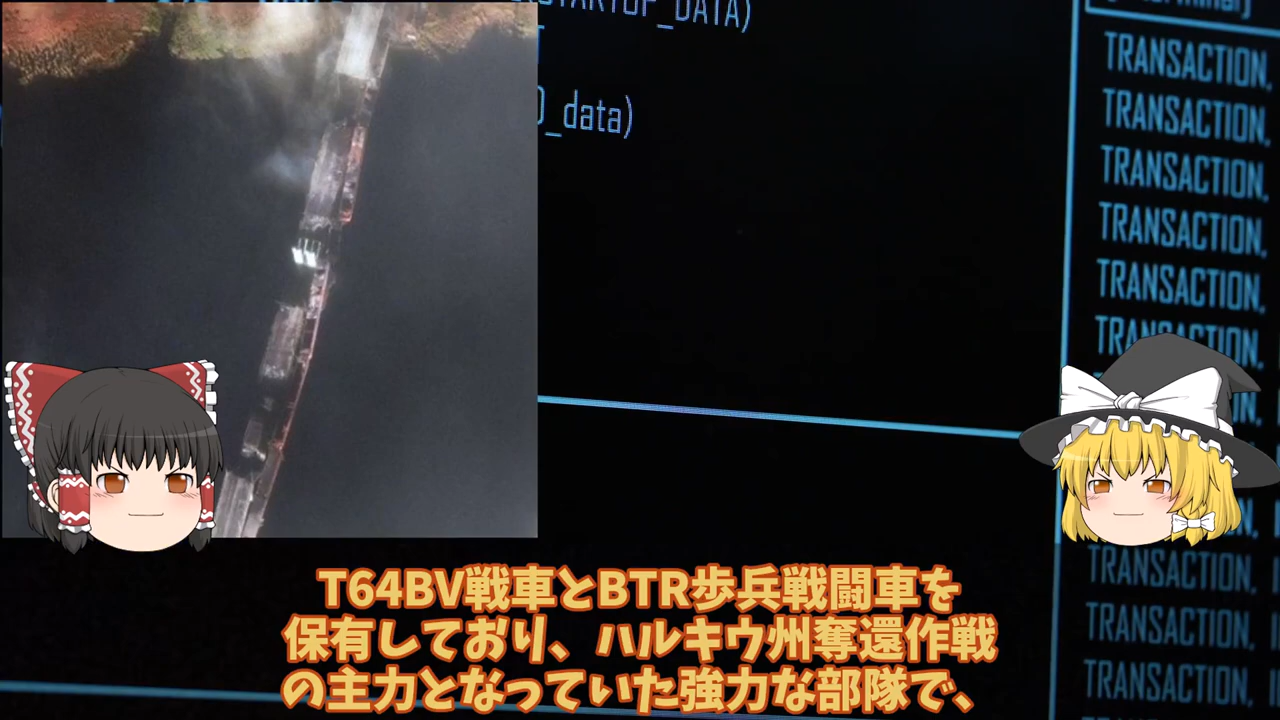 _DATA)
_data)
TRANSACTION,
TRANSACTION,
TRANSACTION,
TRANSACTION,
TRANSACTION,
TRANSACTION,
TRANSACTION,
TRANSACTION,
T64BV戦車とBTR歩兵戦闘車を
保有しており、ハルキウ州奪還作戦
の主力となっていた強力な部隊で、